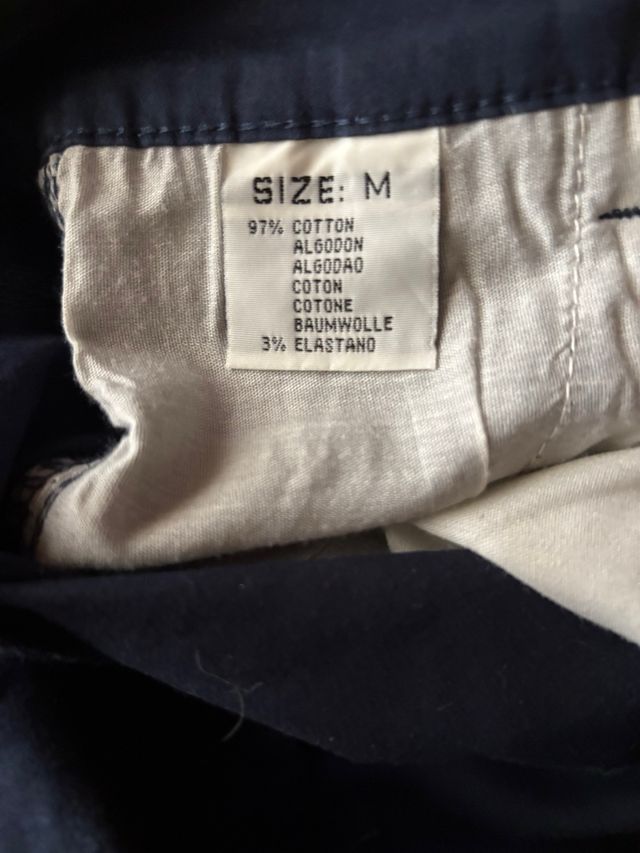 SIZE: M
97% COTTON
ALGODON
ALGODAO
COTON
COTONE
BAUMWOLLE
3% ELASTANO